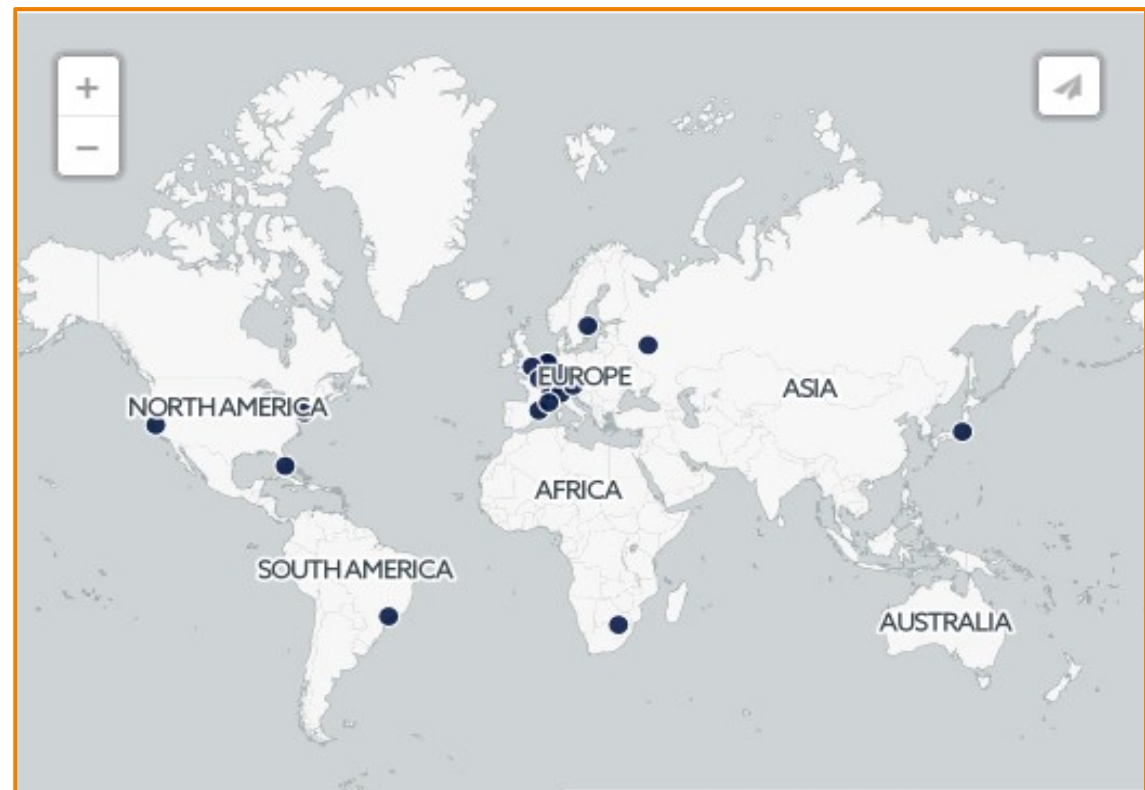 +
−
EUROPE
ASIA
NORTH AMERICA
AFRICA
SOUTH AMERICA
AUSTRALIA